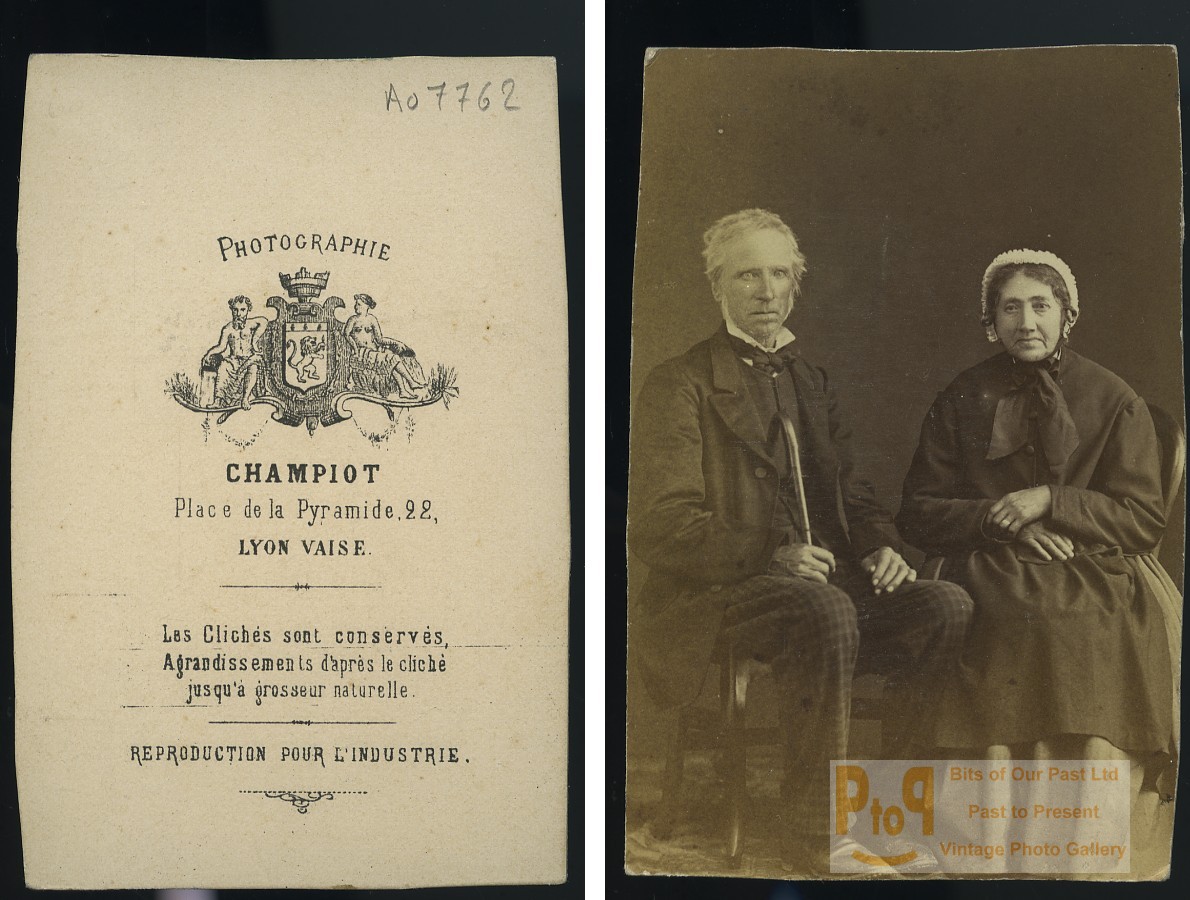 Ao7762
PHOTOGRAPHIE
CHAMPIOT
Place de la Pyramide, 22,
LYON VAISE.
Les Clichés sont conservés,
Agrandissements d'après le cliché
jusqu'à grosseur naturelle.
REPRODUCTION POUR L'INDUSTRIE.
PtoP
Bits of Our Past Ltd
Past to Present
Vintage Photo Gallery